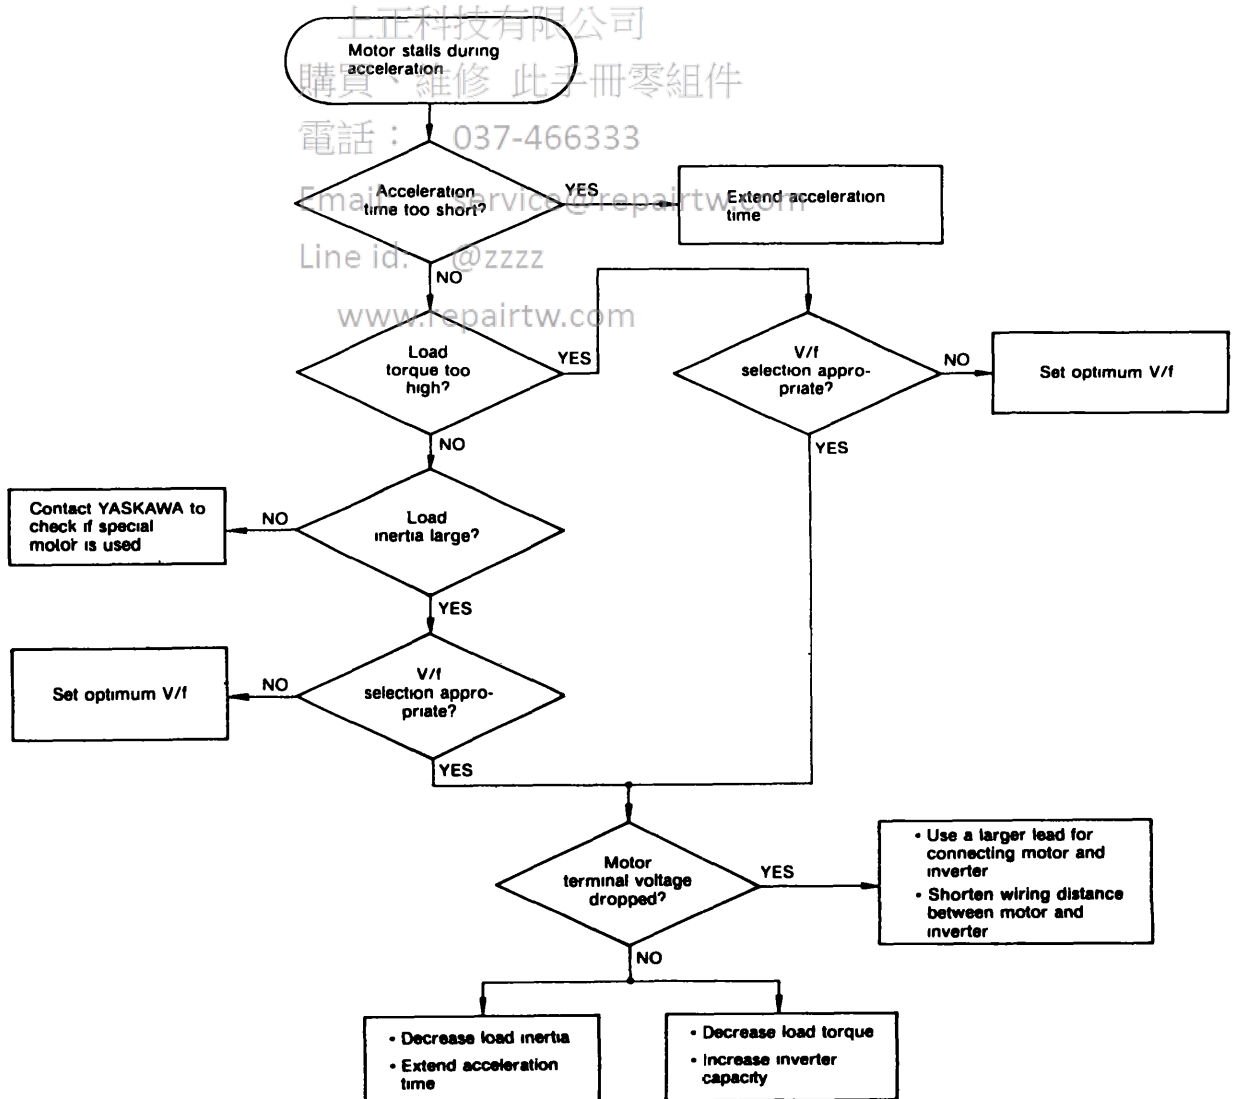 上正科技有限公司
Motor stalls during
acceleration
購買、維修 此手冊零組件
電話： 037-466333
Acceleration
time too short?
YES
Extend acceleration
time
Email: service@repairtw.com
Line id: @zzzz
NO
www.repairtw.com
Load
torque too
high?
YES
V/f
selection appro-
priate?
NO
Set optimum V/f
NO
YES
Contact YASKAWA to
check if special
motor is used
NO
Load
inertia large?
YES
Set optimum V/f
NO
V/f
selection appro-
priate?
YES
Motor
terminal voltage
dropped?
YES
• Use a larger lead for
connecting motor and
inverter
• Shorten wiring distance
between motor and
inverter
NO
• Decrease load inertia
• Extend acceleration
time
• Decrease load torque
• Increase inverter
capacity